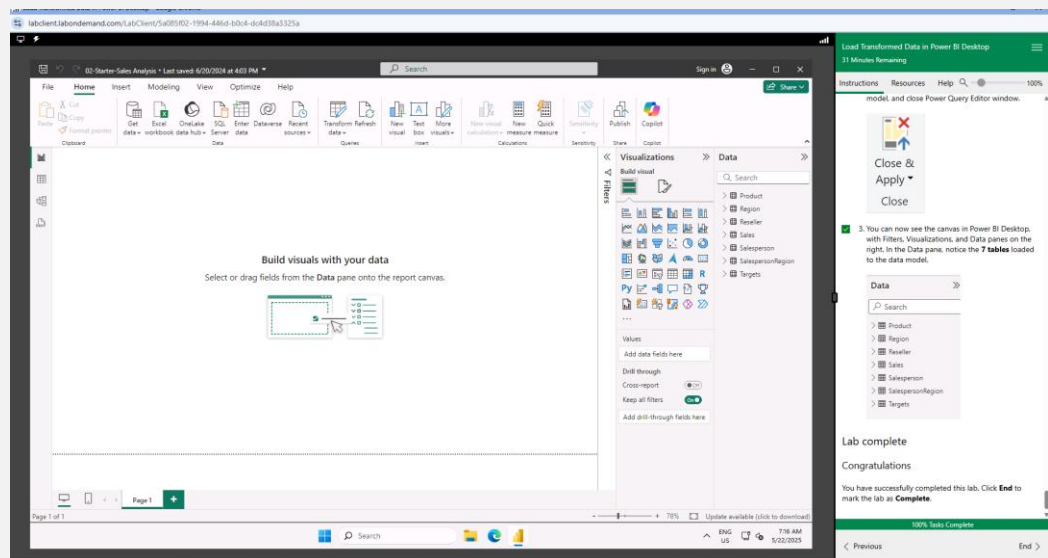 labclient.labondemand.com/LabClient/5a085f02-1994-446d-b0c4-dc4d38a3325a
02-Starter-Sales Analysis • Last saved: 6/20/2024 at 4:03 PM
Search
Sign in
File Home Insert Modeling View Optimize Help
Share
Paste
Cut
Copy
Format painter
Get data
Excel workbook
OneLake data hub
SQL Server
Enter data
Dataverse
Recent sources
Transform data
Refresh
New visual
Text box
More visuals
New visual calculation
New measure
Quick measure
Sensitivity
Publish
Copilot
Clipboard
Data
Queries
Insert
Calculations
Sensitivity
Share
Copilot
Build visuals with your data
Select or drag fields from the Data pane onto the report canvas.
Filters
Visualizations
Build visual
R
Py
...
Values
Add data fields here
Drill through
Cross-report
Off
Keep all filters
On
Add drill-through fields here
Data
Search
Product
Region
Reseller
Sales
Salesperson
SalespersonRegion
Targets
Page 1
Page 1 of 1
78%
Update available (click to download)
Search
ENG
US
7:16 AM
5/22/2025
Load Transformed Data in Power BI Desktop
31 Minutes Remaining
Instructions Resources Help 100%
model, and close Power Query Editor window.
Close &
Apply
Close
3. You can now see the canvas in Power BI Desktop,
with Filters, Visualizations, and Data panes on the
right. In the Data pane, notice the 7 tables loaded
to the data model.
Data
Search
Product
Region
Reseller
Sales
Salesperson
SalespersonRegion
Targets
Lab complete
Congratulations
You have successfully completed this lab. Click End to
mark the lab as Complete.
100% Tasks Complete
Previous
End